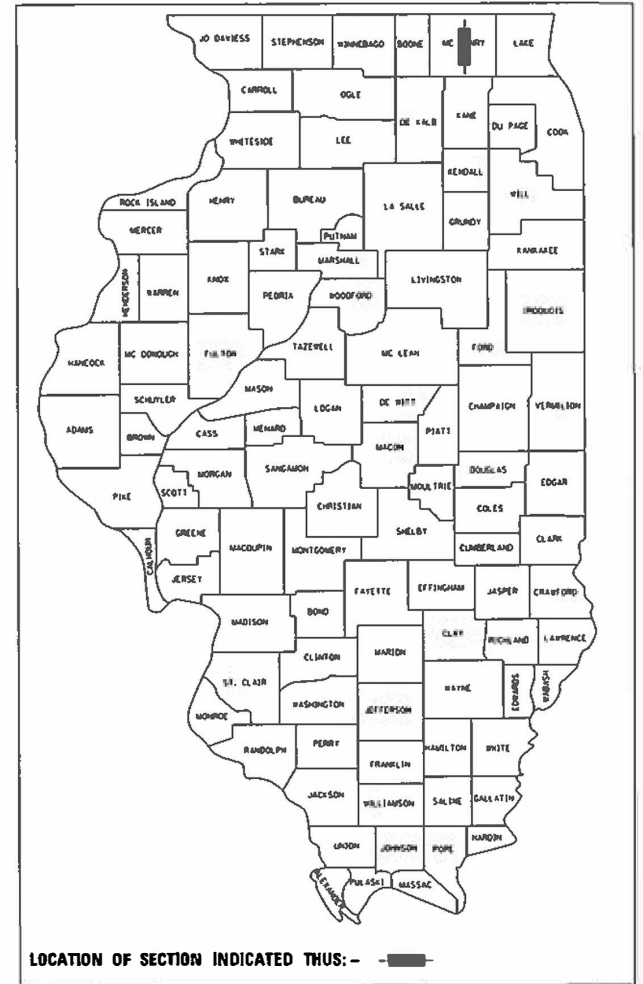 JO DAVIESS STEPHENSON WINNEBAGO BOONE LAKE
CARROLL OGLE DE KALB KANE DU PAGE COOK
WHITESIDE LEE
KENDALL WILL
ROCK ISLAND HENRY BUREAU LA SALLE GRUNDY
MERCER PUTNAM
STARK MARSHALL KANKAKEE
HENDERSON WARREN KNOX PEORIA WOODFORD LIVINGSTON IROQUOIS
HANCOCK MC DONOUGH FULTON TAZEWELL MC LEAN FORD
MASON
SCHUYLER LOGAN DE WITT CHAMPAIGN VERMILION
ADAMS BROWN CASS MENARD PIATT
MACON
PIKE SCOTT MORGAN SANGAMON DOUGLAS EDGAR
CHRISTIAN MOULTRIE COLES
GREENE SHELBY
CALHOUN MACOUPIN MONTGOMERY CUMBERLAND CLARK
JERSEY
MADISON BOND FAYETTE EFFINGHAM JASPER CRAWFORD
CLAY RICHLAND LAWRENCE
CLINTON MARION
ST. CLAIR WAYNE EDWARDS WABASH
MONROE WASHINGTON JEFFERSON
RANDOLPH PERRY HAMILTON WHITE
FRANKLIN
JACKSON WILLIAMSON SALINE GALLATIN
UNION JOHNSON POPE HARDIN
ALEXANDER PULASKI MASSAC
LOCATION OF SECTION INDICATED THUS: -